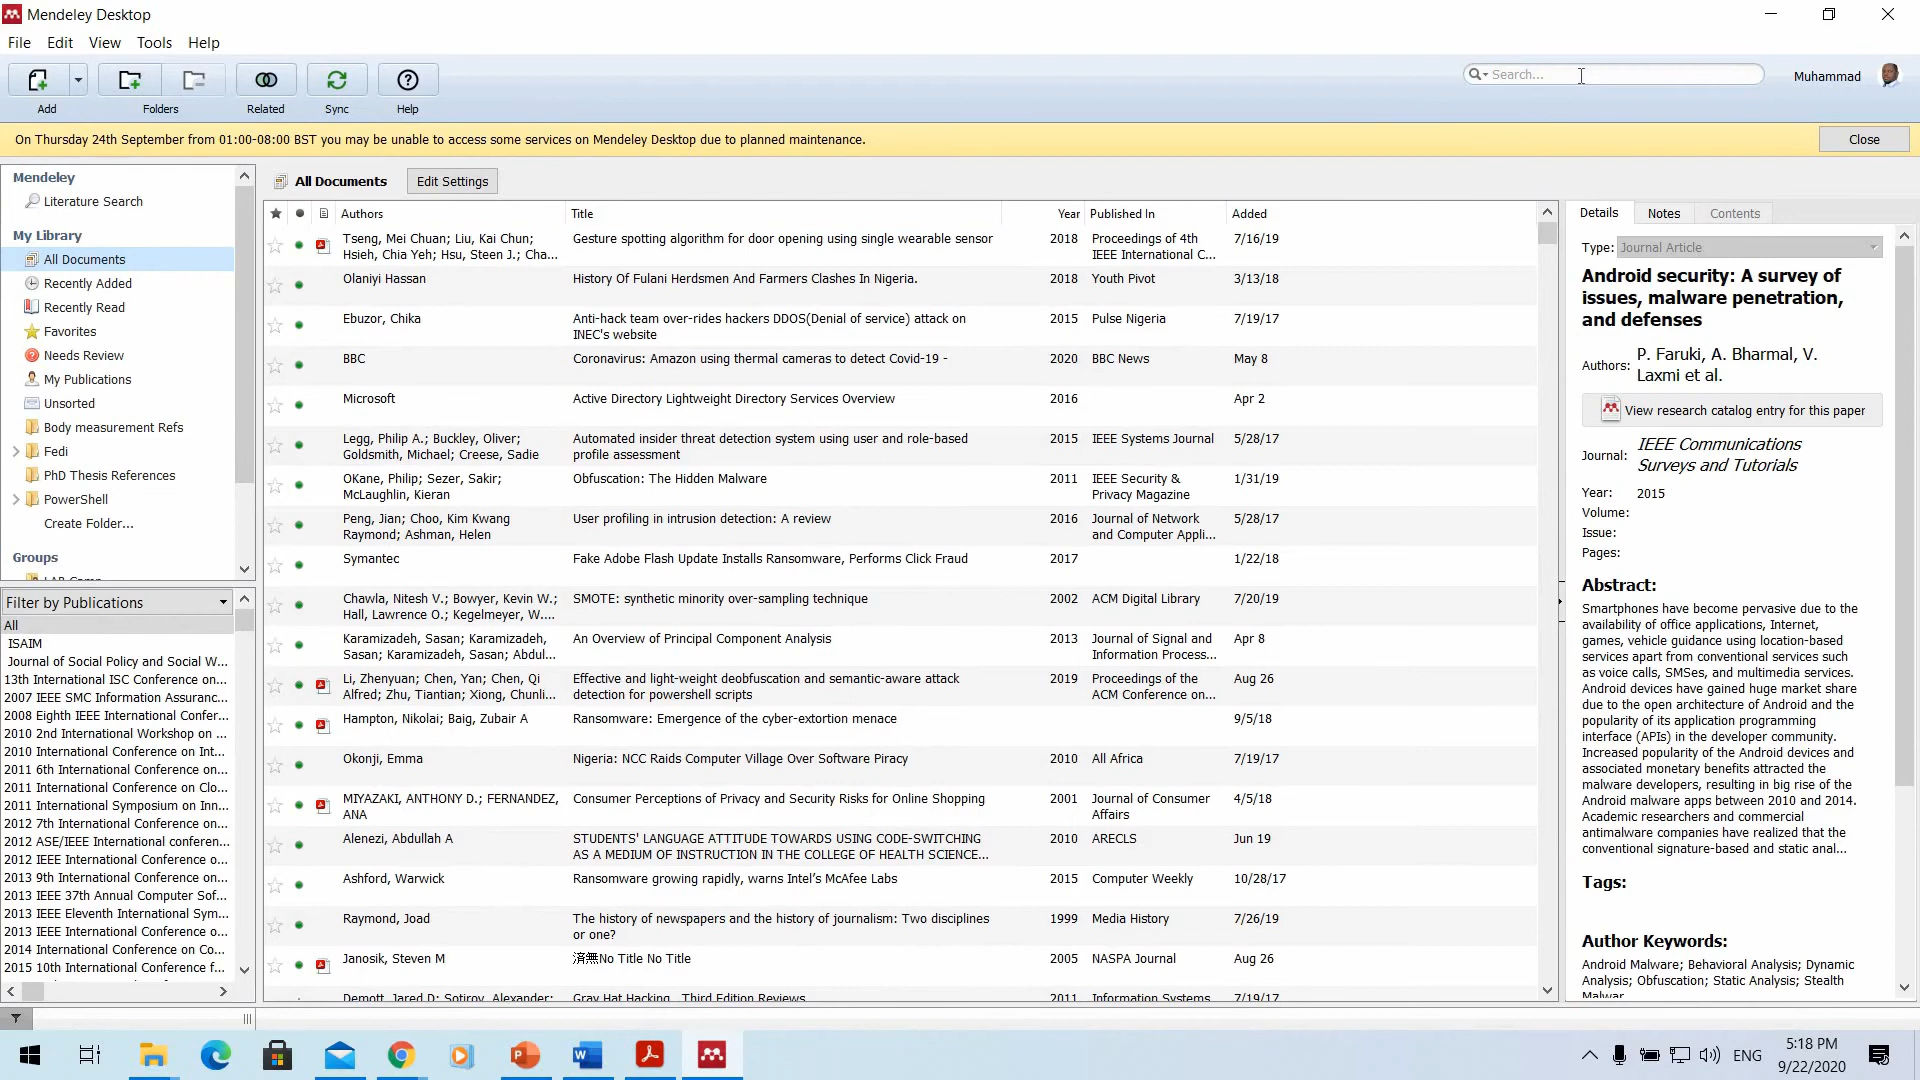 Mendeley Desktop
File Edit View Tools Help
Search...
Muhammad
Add Folders Related Sync Help
On Thursday 24th September from 01:00-08:00 BST you may be unable to access some services on Mendeley Desktop due to planned maintenance.
Close
Mendeley
Literature Search
My Library
All Documents
Recently Added
Recently Read
Favorites
Needs Review
My Publications
Unsorted
Body measurement Refs
Fedi
PhD Thesis References
PowerShell
Create Folder...
Groups
Filter by Publications
All
ISAIM
Journal of Social Policy and Social W...
13th International ISC Conference on...
2007 IEEE SMC Information Assuranc...
2008 Eighth IEEE International Confer...
2010 2nd International Workshop on ...
2010 International Conference on Int...
2011 6th International Conference on...
2011 International Conference on Clo...
2011 International Symposium on Inn...
2012 7th International Conference on...
2012 ASE/IEEE International conferen...
2012 IEEE International Conference o...
2013 9th International Conference on...
2013 IEEE 37th Annual Computer Sof...
2013 IEEE Eleventh International Sym...
2013 IEEE International Conference o...
2014 International Conference on Co...
2015 10th International Conference f...
All Documents Edit Settings
Authors Title Year Published In Added
Tseng, Mei Chuan; Liu, Kai Chun; Gesture spotting algorithm for door opening using single wearable sensor 2018 Proceedings of 4th 7/16/19
Hsieh, Chia Yeh; Hsu, Steen J.; Cha... IEEE International C...
Olaniyi Hassan History Of Fulani Herdsmen And Farmers Clashes In Nigeria. 2018 Youth Pivot 3/13/18
Ebuzor, Chika Anti-hack team over-rides hackers DDOS(Denial of service) attack on 2015 Pulse Nigeria 7/19/17
INEC's website
BBC Coronavirus: Amazon using thermal cameras to detect Covid-19 - 2020 BBC News May 8
Microsoft Active Directory Lightweight Directory Services Overview 2016 Apr 2
Legg, Philip A.; Buckley, Oliver; Automated insider threat detection system using user and role-based 2015 IEEE Systems Journal 5/28/17
Goldsmith, Michael; Creese, Sadie profile assessment
OKane, Philip; Sezer, Sakir; Obfuscation: The Hidden Malware 2011 IEEE Security & 1/31/19
McLaughlin, Kieran Privacy Magazine
Peng, Jian; Choo, Kim Kwang User profiling in intrusion detection: A review 2016 Journal of Network 5/28/17
Raymond; Ashman, Helen and Computer Appli...
Symantec Fake Adobe Flash Update Installs Ransomware, Performs Click Fraud 2017 1/22/18
Chawla, Nitesh V.; Bowyer, Kevin W.; SMOTE: synthetic minority over-sampling technique 2002 ACM Digital Library 7/20/19
Hall, Lawrence O.; Kegelmeyer, W....
Karamizadeh, Sasan; Karamizadeh, An Overview of Principal Component Analysis 2013 Journal of Signal and Apr 8
Sasan; Karamizadeh, Sasan; Abdul... Information Process...
Li, Zhenyuan; Chen, Yan; Chen, Qi Effective and light-weight deobfuscation and semantic-aware attack 2019 Proceedings of the Aug 26
Alfred; Zhu, Tiantian; Xiong, Chunli... detection for powershell scripts ACM Conference on...
Hampton, Nikolai; Baig, Zubair A Ransomware: Emergence of the cyber-extortion menace 9/5/18
Okonji, Emma Nigeria: NCC Raids Computer Village Over Software Piracy 2010 All Africa 7/19/17
MIYAZAKI, ANTHONY D.; FERNANDEZ, Consumer Perceptions of Privacy and Security Risks for Online Shopping 2001 Journal of Consumer 4/5/18
ANA Affairs
Alenezi, Abdullah A STUDENTS' LANGUAGE ATTITUDE TOWARDS USING CODE-SWITCHING 2010 ARECLS Jun 19
AS A MEDIUM OF INSTRUCTION IN THE COLLEGE OF HEALTH SCIENCE...
Ashford, Warwick Ransomware growing rapidly, warns Intel's McAfee Labs 2015 Computer Weekly 10/28/17
Raymond, Joad The history of newspapers and the history of journalism: Two disciplines 1999 Media History 7/26/19
or one?
Janosik, Steven M 済無No Title No Title 2005 NASPA Journal Aug 26
Demott, Jared D; Sotirov, Alexander; Gray Hat Hacking, Third Edition Reviews 2011 Information Systems 7/19/17
Details Notes Contents
Type: Journal Article
Android security: A survey of
issues, malware penetration,
and defenses
Authors: P. Faruki, A. Bharmal, V.
Laxmi et al.
View research catalog entry for this paper
Journal: IEEE Communications
Surveys and Tutorials
Year: 2015
Volume:
Issue:
Pages:
Abstract:
Smartphones have become pervasive due to the
availability of office applications, Internet,
games, vehicle guidance using location-based
services apart from conventional services such
as voice calls, SMSes, and multimedia services.
Android devices have gained huge market share
due to the open architecture of Android and the
popularity of its application programming
interface (APIs) in the developer community.
Increased popularity of the Android devices and
associated monetary benefits attracted the
malware developers, resulting in big rise of the
Android malware apps between 2010 and 2014.
Academic researchers and commercial
antimalware companies have realized that the
conventional signature-based and static anal...
Tags:
Author Keywords:
Android Malware; Behavioral Analysis; Dynamic
Analysis; Obfuscation; Static Analysis; Stealth
Malwar
ENG
5:18 PM
9/22/2020